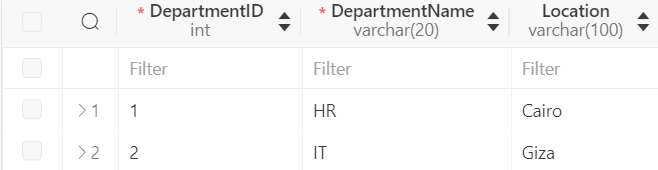 * DepartmentID * DepartmentName Location
int varchar(20) varchar(100)
Filter Filter Filter
1 1 HR Cairo
2 2 IT Giza